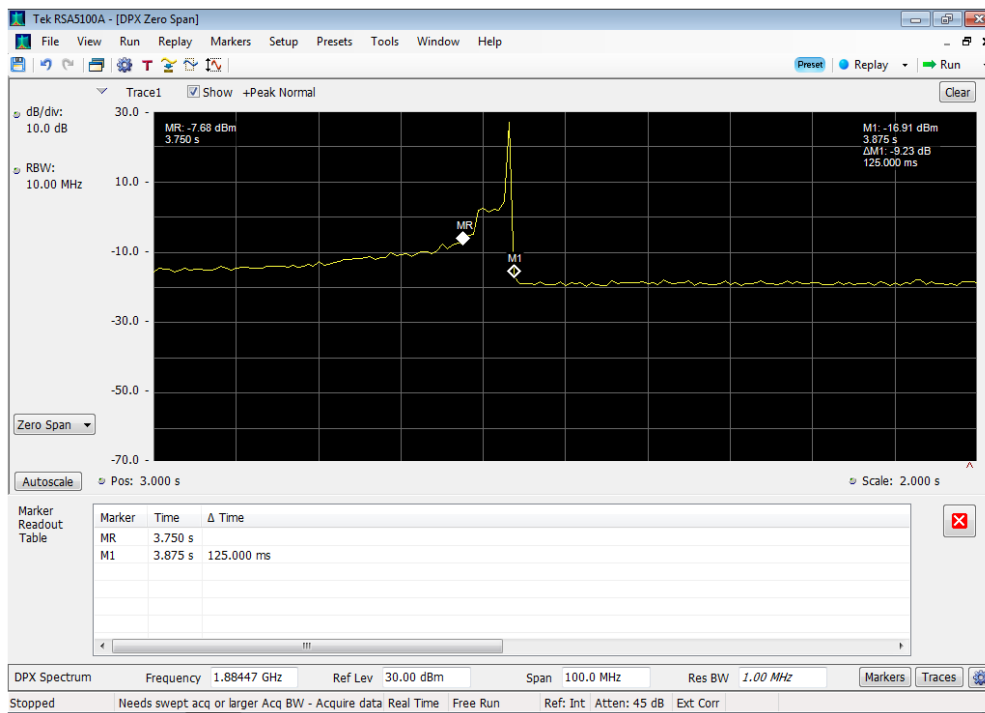 Tek RSA5100A - [DPX Zero Span]
File View Run Replay Markers Setup Presets Tools Window Help
T Preset Replay Run
Trace1 Show +Peak Normal Clear
dB/div:
10.0 dB
RBW:
10.00 MHz
30.0 -
10.0 -
-10.0 -
-30.0 -
-50.0 -
-70.0 -
MR: -7.68 dBm
3.750 s
M1: -16.91 dBm
3.875 s
ΔM1: -9.23 dB
125.000 ms
MR
M1
Zero Span
Autoscale Pos: 3.000 s Scale: 2.000 s
Marker
Readout
Table
Marker Time Δ Time
MR 3.750 s
M1 3.875 s 125.000 ms
DPX Spectrum Frequency 1.88447 GHz Ref Lev 30.00 dBm Span 100.0 MHz Res BW 1.00 MHz Markers Traces
Stopped Needs swept acq or larger Acq BW - Acquire data Real Time Free Run Ref: Int Atten: 45 dB Ext Corr